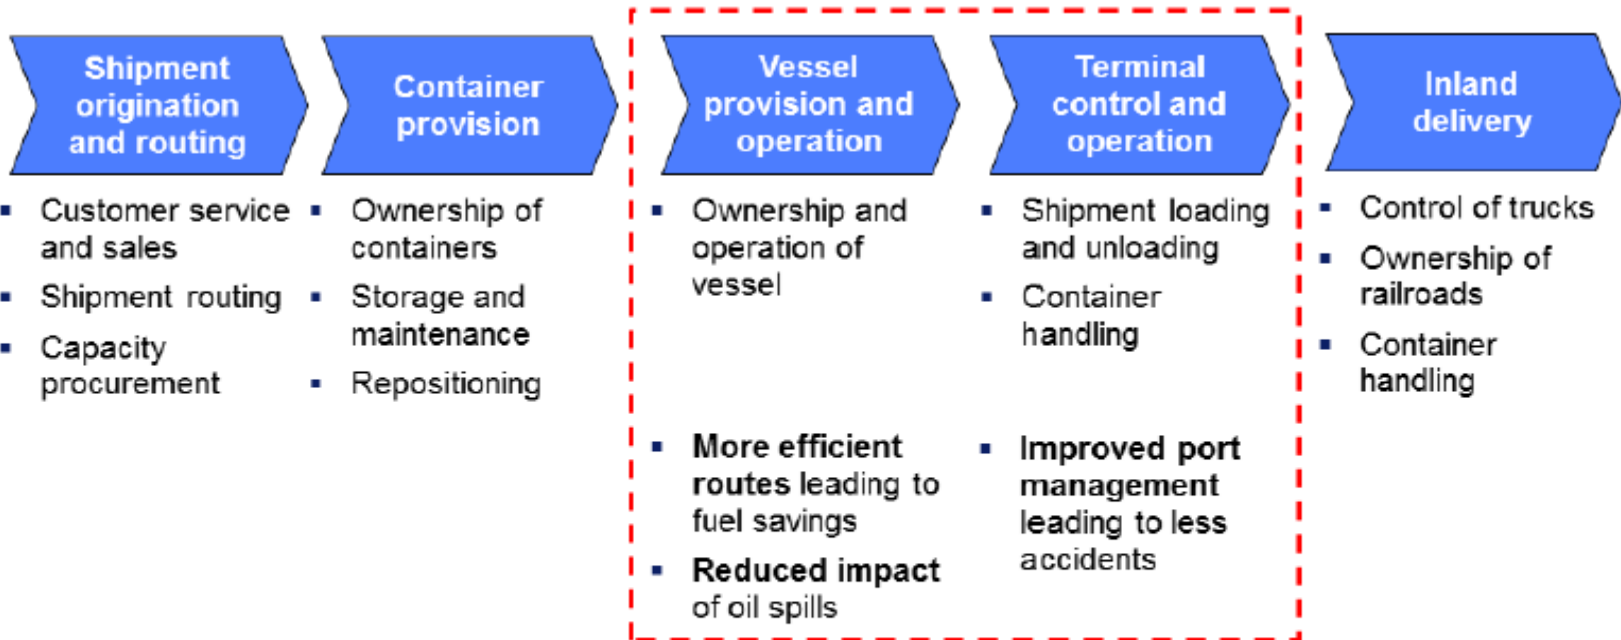 Shipment
origination
and routing
Container
provision
Vessel
provision and
operation
Terminal
control and
operation
Inland
delivery
▪ Customer service
and sales
▪ Shipment routing
▪ Capacity
procurement
▪ Ownership of
containers
▪ Storage and
maintenance
▪ Repositioning
▪ Ownership and
operation of
vessel
▪ More efficient
routes leading to
fuel savings
▪ Reduced impact
of oil spills
▪ Shipment loading
and unloading
▪ Container
handling
▪ Improved port
management
leading to less
accidents
▪ Control of trucks
▪ Ownership of
railroads
▪ Container
handling